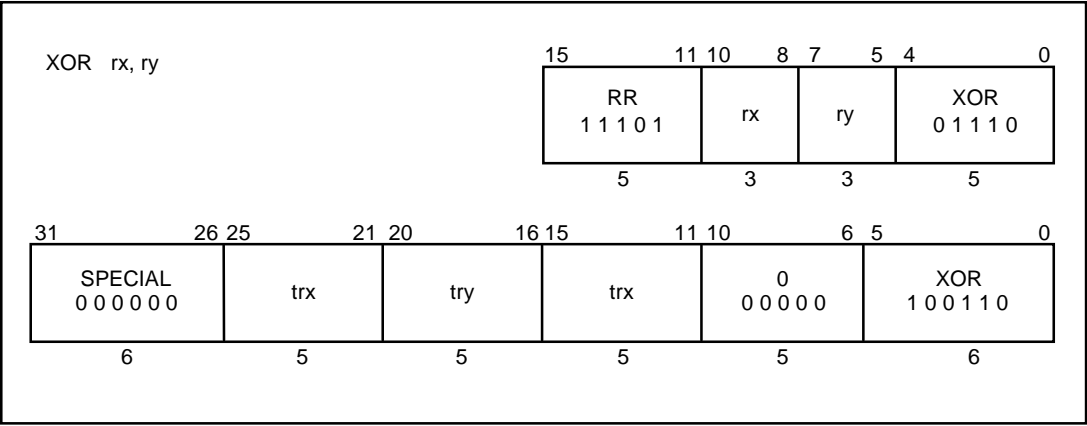 XOR rx, ry
15 11 10 8 7 5 4 0
RR rx ry XOR
1 1 1 0 1 0 1 1 1 0
5 3 3 5
31 26 25 21 20 16 15 11 10 6 5 0
SPECIAL trx try trx 0 XOR
0 0 0 0 0 0 0 0 0 0 0 1 0 0 1 1 0
6 5 5 5 5 6